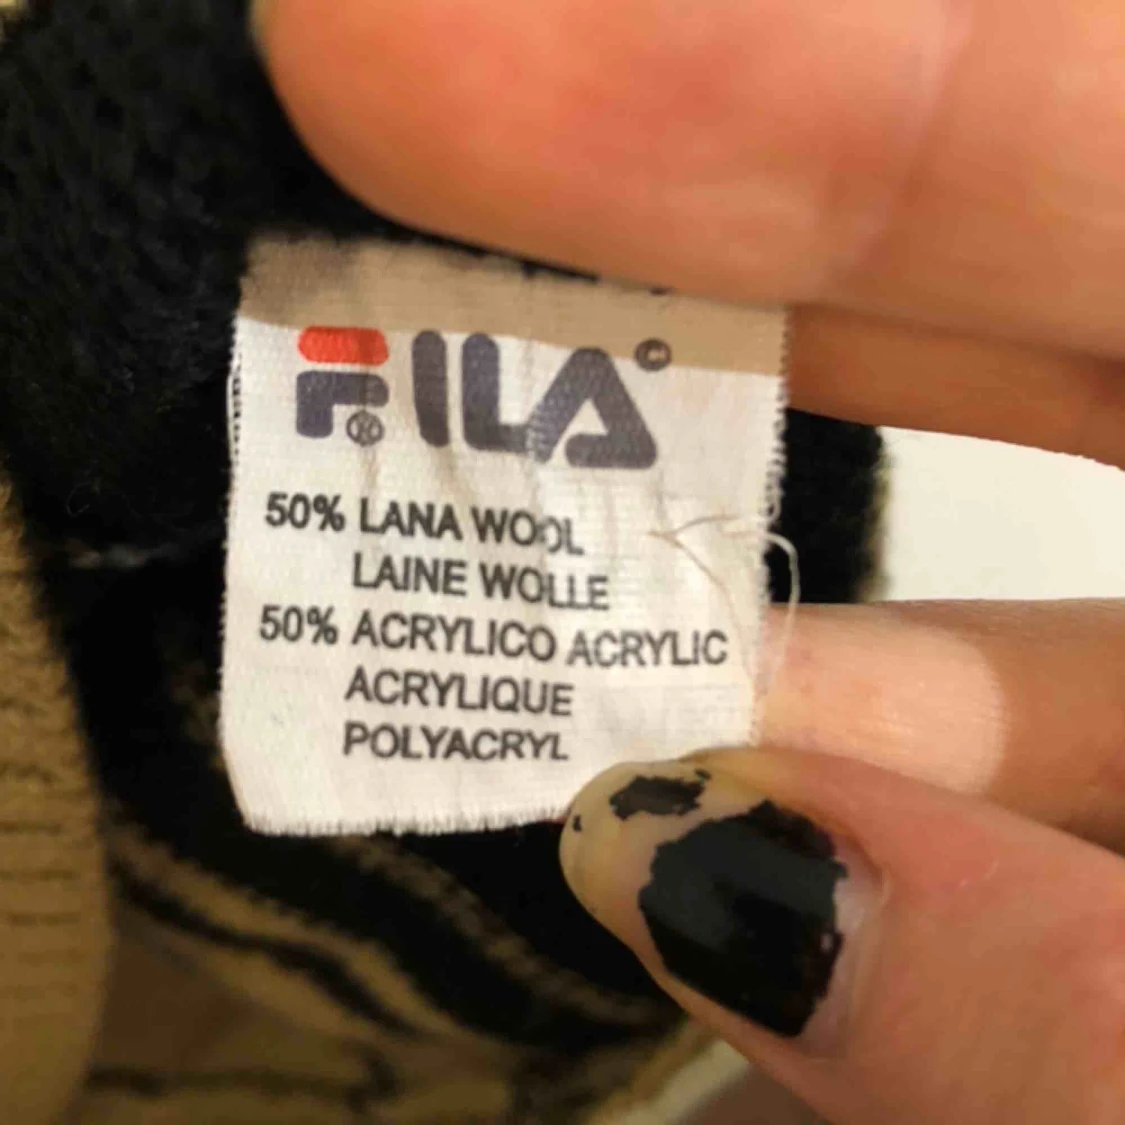 FILA ©
®
50% LANA WOOL
LAINE WOLLE
50% ACRYLICO ACRYLIC
ACRYLIQUE
POLYACRYL